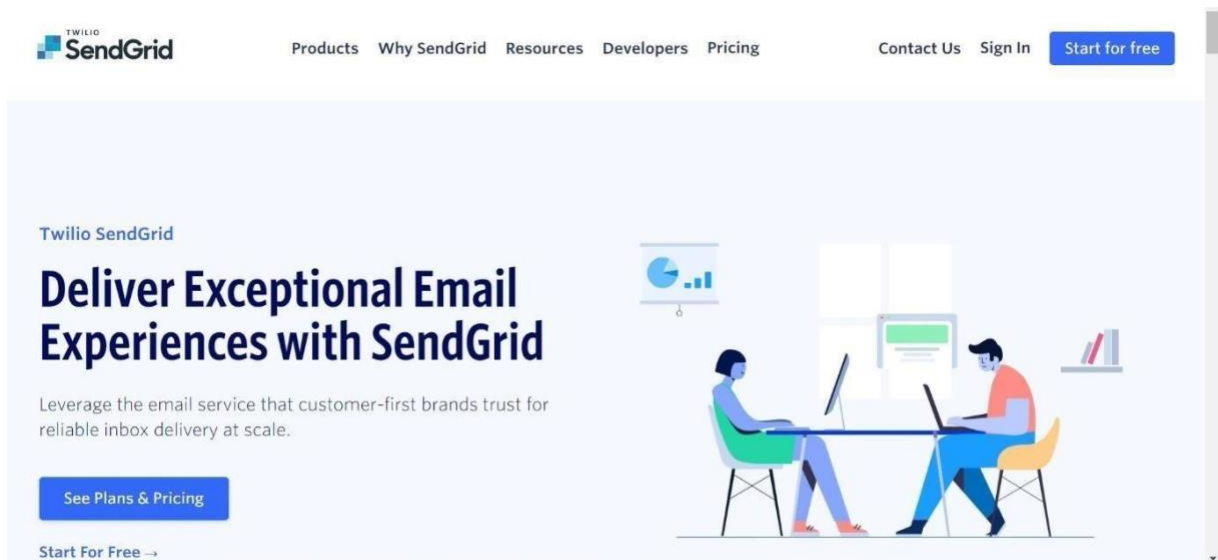 TWILIO
SendGrid
Products Why SendGrid Resources Developers Pricing Contact Us Sign In Start for free
Twilio SendGrid
Deliver Exceptional Email
Experiences with SendGrid
Leverage the email service that customer-first brands trust for
reliable inbox delivery at scale.
See Plans & Pricing
Start For Free →